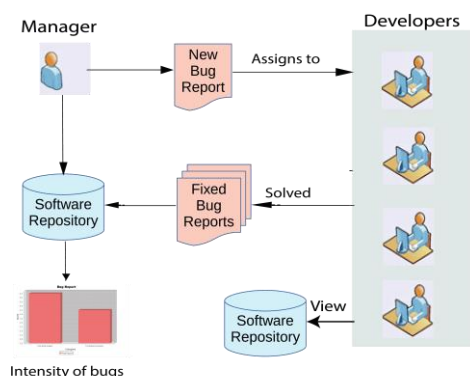 Manager
Developers
New
Bug
Report
Assigns to
Software
Repository
Fixed
Bug
Reports
Solved
Bug Report
View
Software
Repository
Intensity of bugs